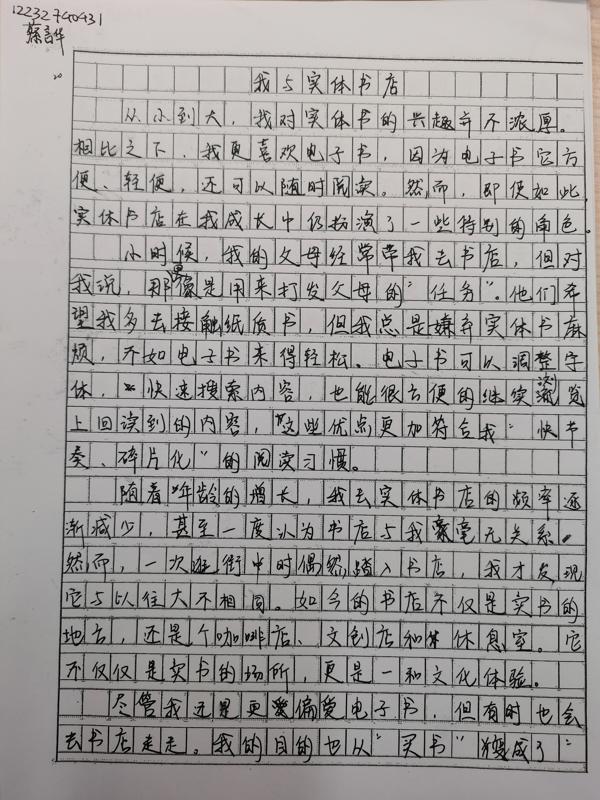 12232740431
蔡言华
我与实体书店
从小到大，我对实体书的兴趣并不浓厚。
相比之下，我更喜欢电子书，因为电子书它方
便、轻便，还可以随时阅读。然而，即使如此，
实体书店在我成长中仍扮演了一些特别的角色。
小时候，我的父母经常带我去书店，但对
我说，那是像是用来打发父母的"任务"。他们希
望我多去接触纸质书，但我总是嫌弃实体书麻
烦，不如电子书来得轻松。电子书可以调整字
体，快速搜索内容，也能很方便的继续浏览
上回读到的内容，这些优点更加符合我"快节
奏、碎片化"的阅读习惯。
随着年龄的增长，我去实体书店的频率逐
渐减少，甚至一度认为书店与我毫无关系。
然而，一次逛街中时偶然踏入书店，我才发现
它与以往大不相同。如今的书店不仅是卖书的
地方，还是个咖啡店、文创店和休息室。它
不仅仅是买书的场所，更是一和文化体验。
尽管我还是更爱偏爱电子书，但有时也会
去书店走走。我的目的也从"买书"变成了"